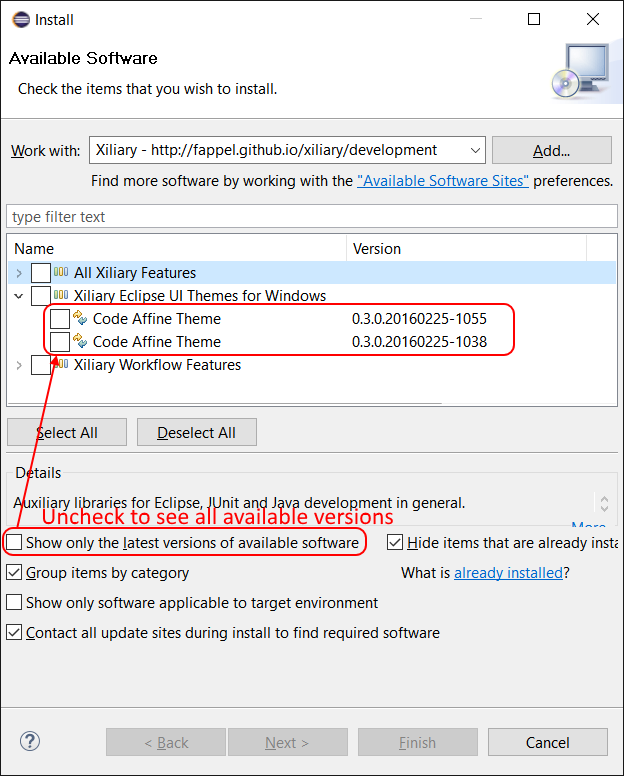 Install
Available Software
Check the items that you wish to install.
Work with: Xiliary - http://fappel.github.io/xiliary/development Add...
Find more software by working with the "Available Software Sites" preferences.
type filter text
Name Version
All Xiliary Features
Xiliary Eclipse UI Themes for Windows
Code Affine Theme 0.3.0.20160225-1055
Code Affine Theme 0.3.0.20160225-1038
Xiliary Workflow Features
Select All Deselect All
Details
Auxiliary libraries for Eclipse, JUnit and Java development in general.
Uncheck to see all available versions
More...
Show only the latest versions of available software Hide items that are already insta
Group items by category What is already installed?
Show only software applicable to target environment
Contact all update sites during install to find required software
? < Back Next > Finish Cancel